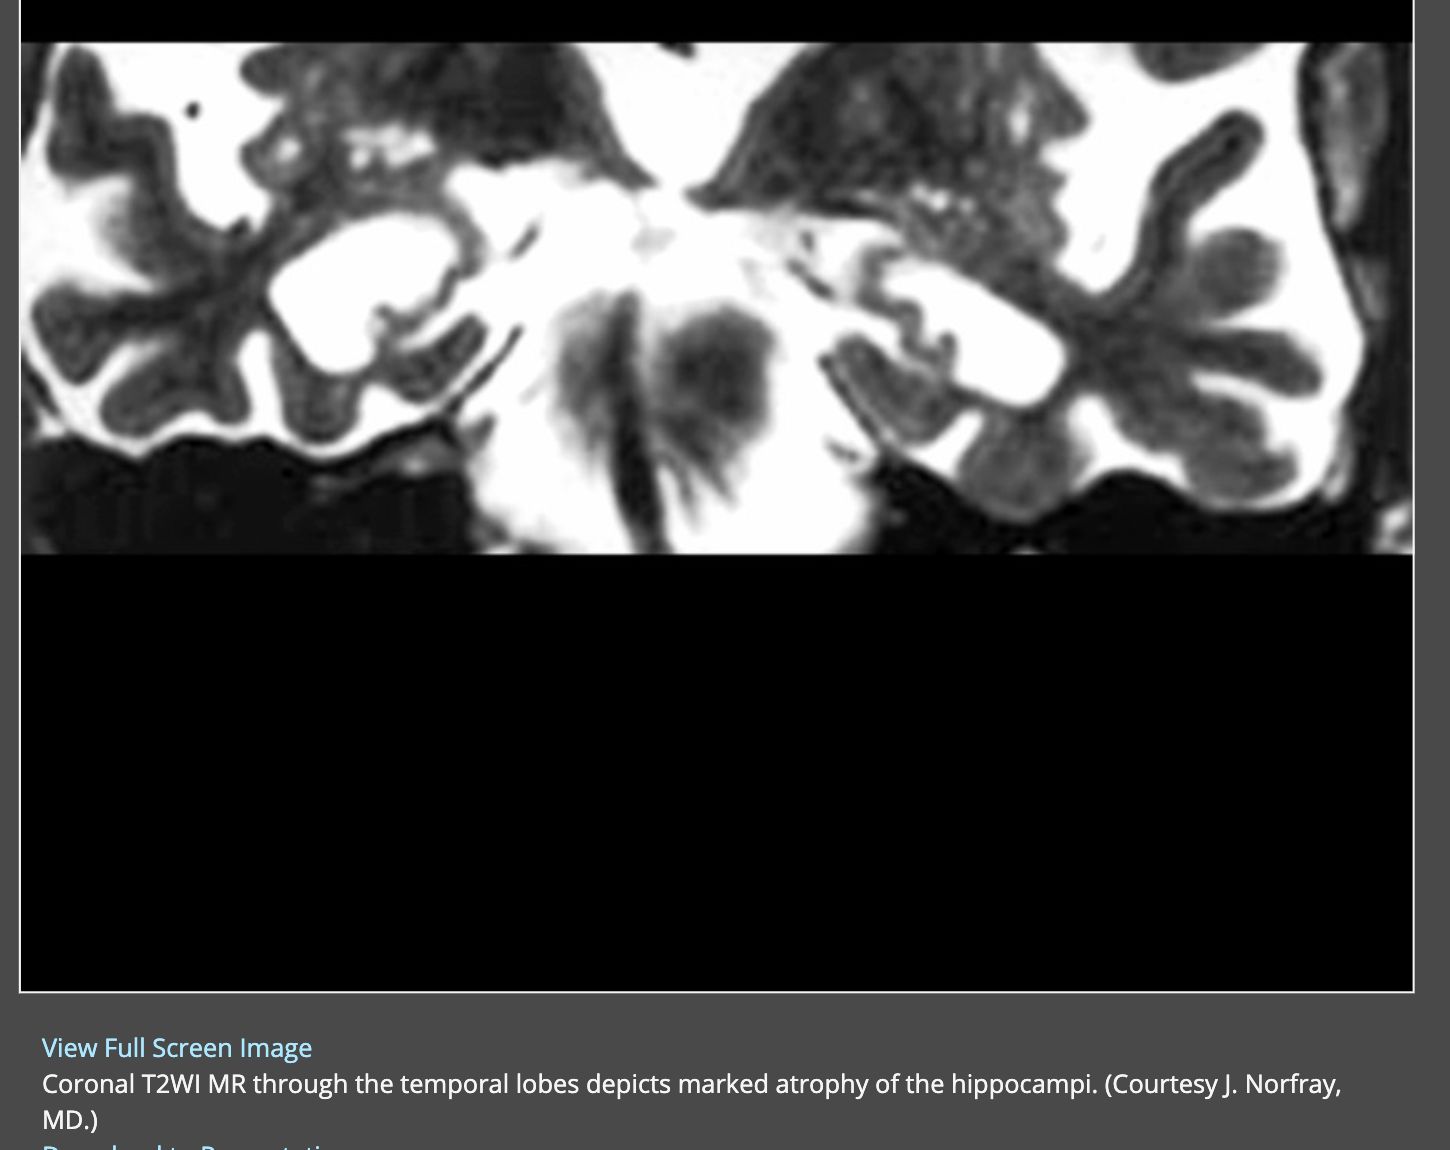 View Full Screen Image
Coronal T2WI MR through the temporal lobes depicts marked atrophy of the hippocampi. (Courtesy J. Norfray,
MD.)